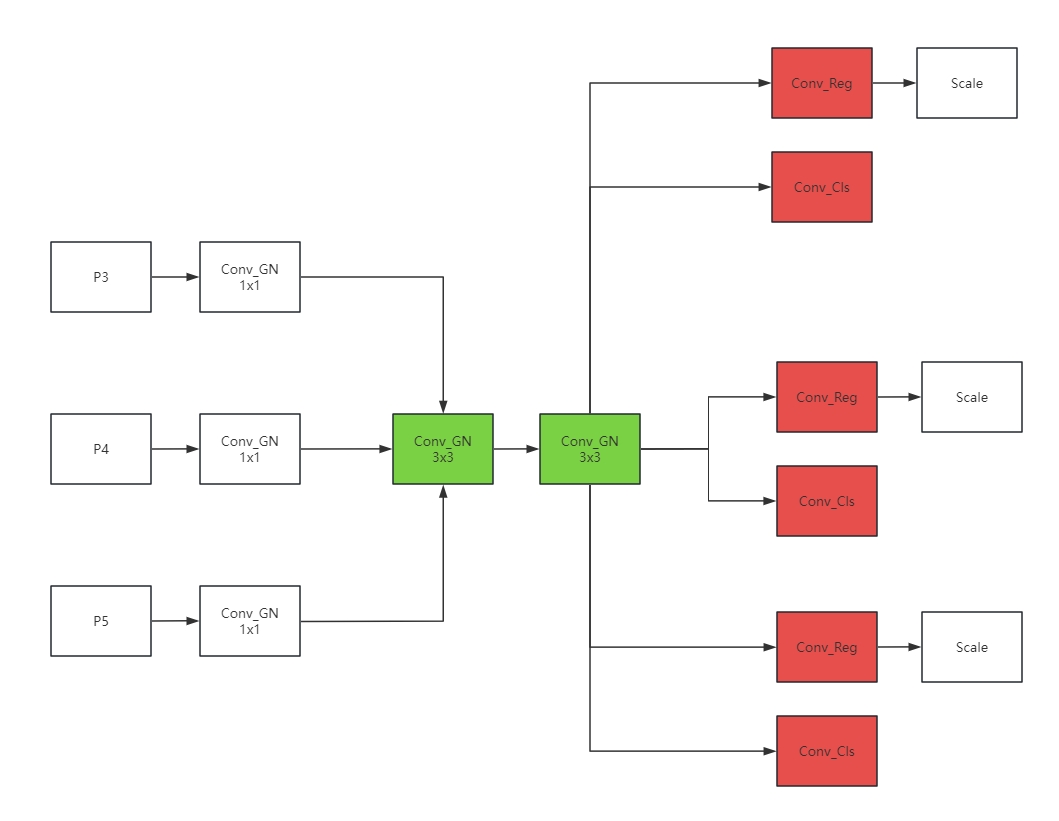 Conv_Reg
Scale
Conv_Cls
P3
Conv_GN
1x1
Conv_Reg
Scale
P4
Conv_GN
1x1
Conv_GN
3x3
Conv_GN
3x3
Conv_Cls
P5
Conv_GN
1x1
Conv_Reg
Scale
Conv_Cls